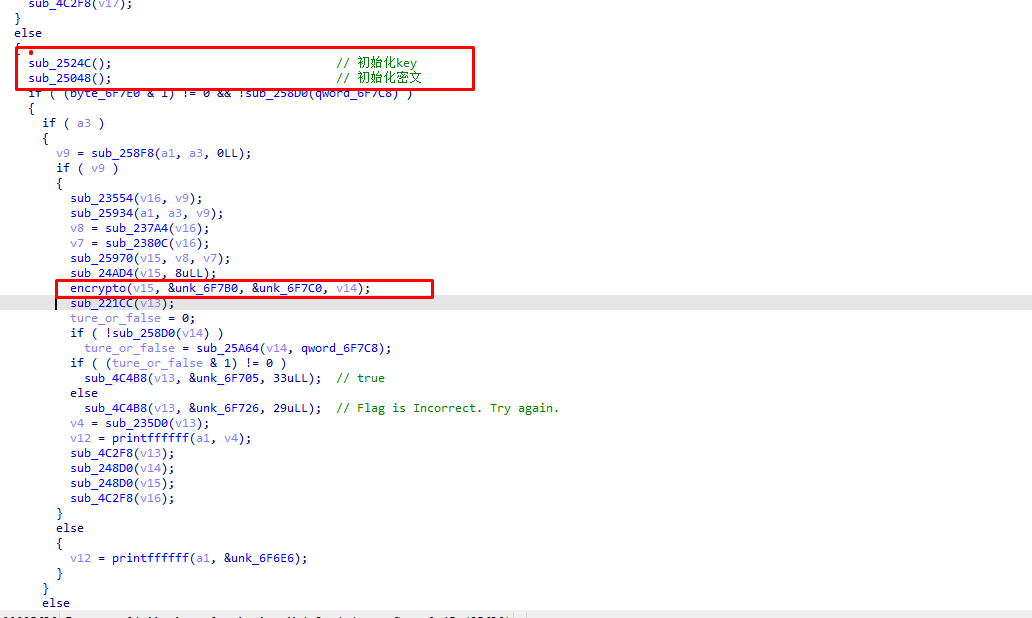 sub_4C2F8(v17);
}
else
{
sub_2524C(); // 初始化key
sub_25048(); // 初始化密文
if ( (byte_6F7E0 & 1) != 0 && !sub_258D0(qword_6F7C8) )
{
if ( a3 )
{
v9 = sub_258F8(a1, a3, 0LL);
if ( v9 )
{
sub_23554(v16, v9);
sub_25934(a1, a3, v9);
v8 = sub_237A4(v16);
v7 = sub_2380C(v16);
sub_25970(v15, v8, v7);
sub_24AD4(v15, 8uLL);
encrypto(v15, &unk_6F7B0, &unk_6F7C0, v14);
sub_221CC(v13);
ture_or_false = 0;
if ( !sub_258D0(v14) )
ture_or_false = sub_25A64(v14, qword_6F7C8);
if ( (ture_or_false & 1) != 0 )
sub_4C4B8(v13, &unk_6F705, 33uLL); // true
else
sub_4C4B8(v13, &unk_6F726, 29uLL); // Flag is Incorrect. Try again.
v4 = sub_235D0(v13);
v12 = printffffff(a1, v4);
sub_4C2F8(v13);
sub_248D0(v14);
sub_248D0(v15);
sub_4C2F8(v16);
}
else
{
v12 = printffffff(a1, &unk_6F6E6);
}
}
else